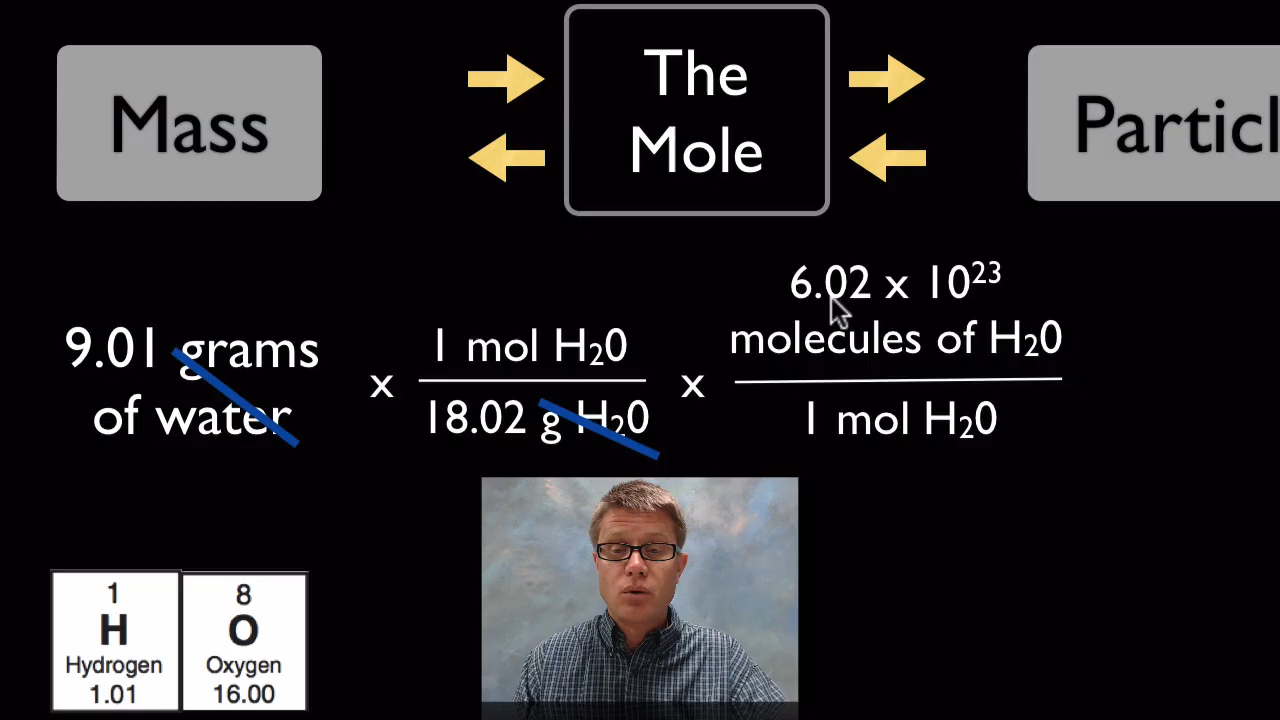 Mass
The
Mole
Particl
9.01 grams
of water
x
1 mol H₂0
18.02 g H₂0
x
6.02 x 10²³
molecules of H₂0
1 mol H₂0
1
H
Hydrogen
1.01
8
O
Oxygen
16.00